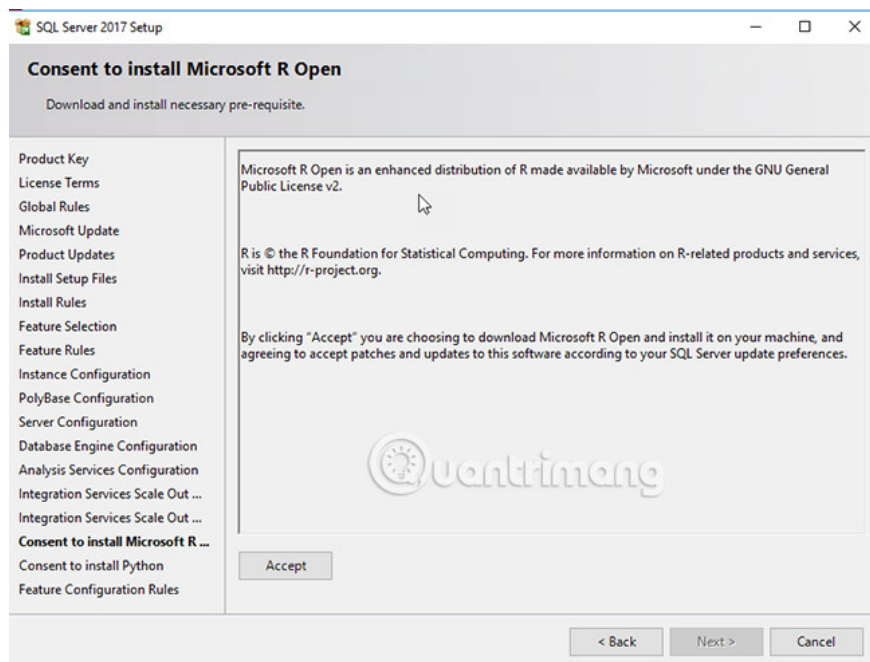 SQL Server 2017 Setup
Consent to install Microsoft R Open
Download and install necessary pre-requisite.
Product Key
License Terms
Global Rules
Microsoft Update
Product Updates
Install Setup Files
Install Rules
Feature Selection
Feature Rules
Instance Configuration
PolyBase Configuration
Server Configuration
Database Engine Configuration
Analysis Services Configuration
Integration Services Scale Out ...
Integration Services Scale Out ...
Consent to install Microsoft R ...
Consent to install Python
Feature Configuration Rules
Microsoft R Open is an enhanced distribution of R made available by Microsoft under the GNU General
Public License v2.
R is © the R Foundation for Statistical Computing. For more information on R-related products and services,
visit http://r-project.org.
By clicking "Accept" you are choosing to download Microsoft R Open and install it on your machine, and
agreeing to accept patches and updates to this software according to your SQL Server update preferences.
Quantrimang
Accept
< Back
Next >
Cancel